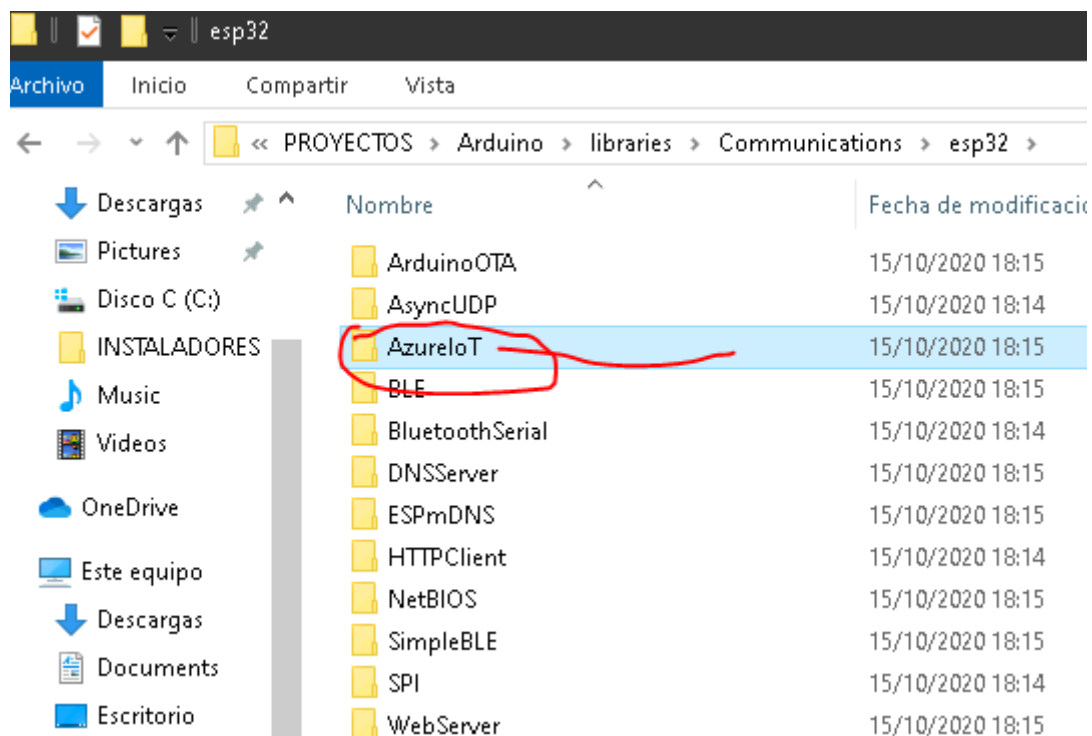 esp32
Archivo Inicio Compartir Vista
« PROYECTOS > Arduino > libraries > Communications > esp32 >
Descargas
Pictures
Disco C (C:)
INSTALADORES
Music
Videos
OneDrive
Este equipo
Descargas
Documents
Escritorio
Nombre Fecha de modificació
ArduinoOTA 15/10/2020 18:15
AsyncUDP 15/10/2020 18:14
AzureIoT 15/10/2020 18:15
BLE 15/10/2020 18:15
BluetoothSerial 15/10/2020 18:14
DNSServer 15/10/2020 18:15
ESPmDNS 15/10/2020 18:15
HTTPClient 15/10/2020 18:14
NetBIOS 15/10/2020 18:15
SimpleBLE 15/10/2020 18:15
SPI 15/10/2020 18:14
WebServer 15/10/2020 18:15